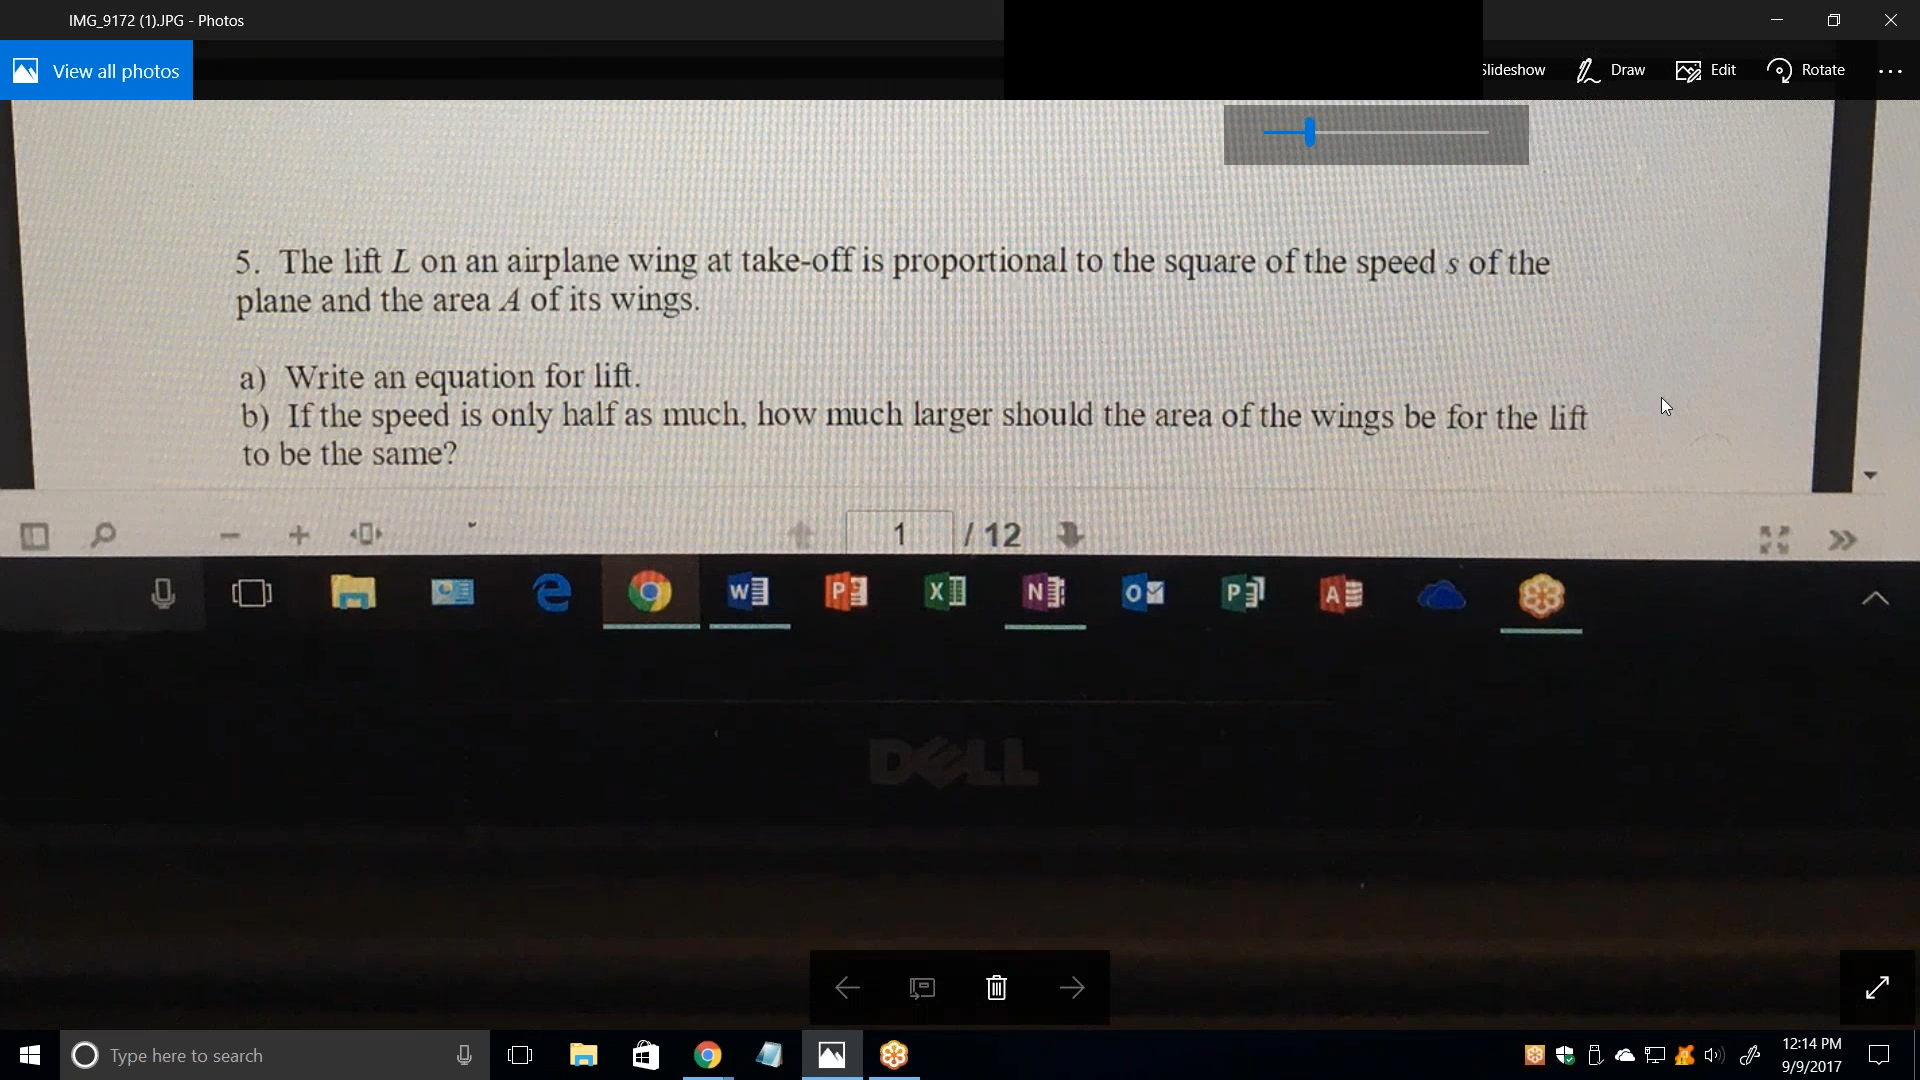 IMG_9172 (1).JPG - Photos
View all photos
Slideshow
Draw
Edit
Rotate
5. The lift L on an airplane wing at take-off is proportional to the square of the speed s of the
plane and the area A of its wings.
a) Write an equation for lift.
b) If the speed is only half as much, how much larger should the area of the wings be for the lift
to be the same?
1 / 12
DELL
Type here to search
12:14 PM
9/9/2017